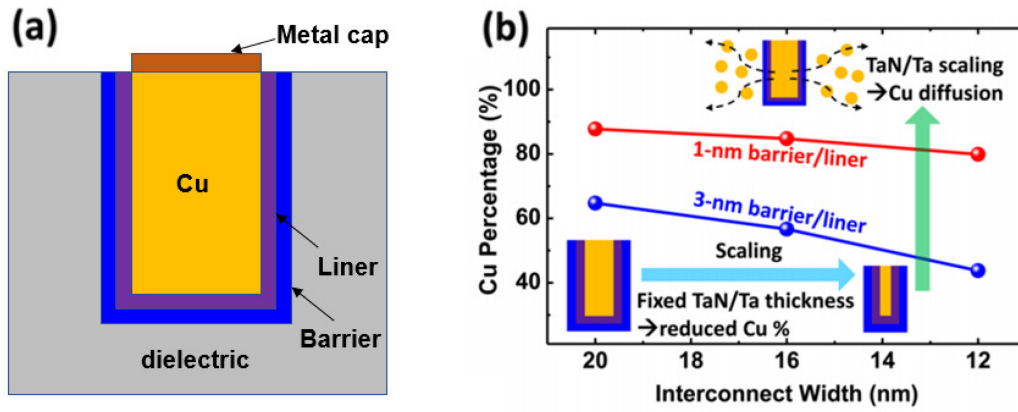 (a)
Metal cap
Cu
Liner
Barrier
dielectric
(b)
Cu Percentage (%)
100
80
60
40
TaN/Ta scaling
→Cu diffusion
1-nm barrier/liner
3-nm barrier/liner
Scaling
Fixed TaN/Ta thickness
→reduced Cu %
20
18
16
14
12
Interconnect Width (nm)